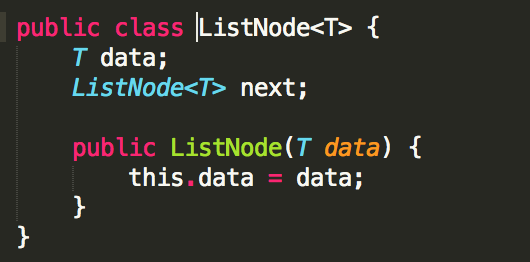 public class ListNode<T> {
    T data;
    ListNode<T> next;

    public ListNode(T data) {
        this.data = data;
    }
}